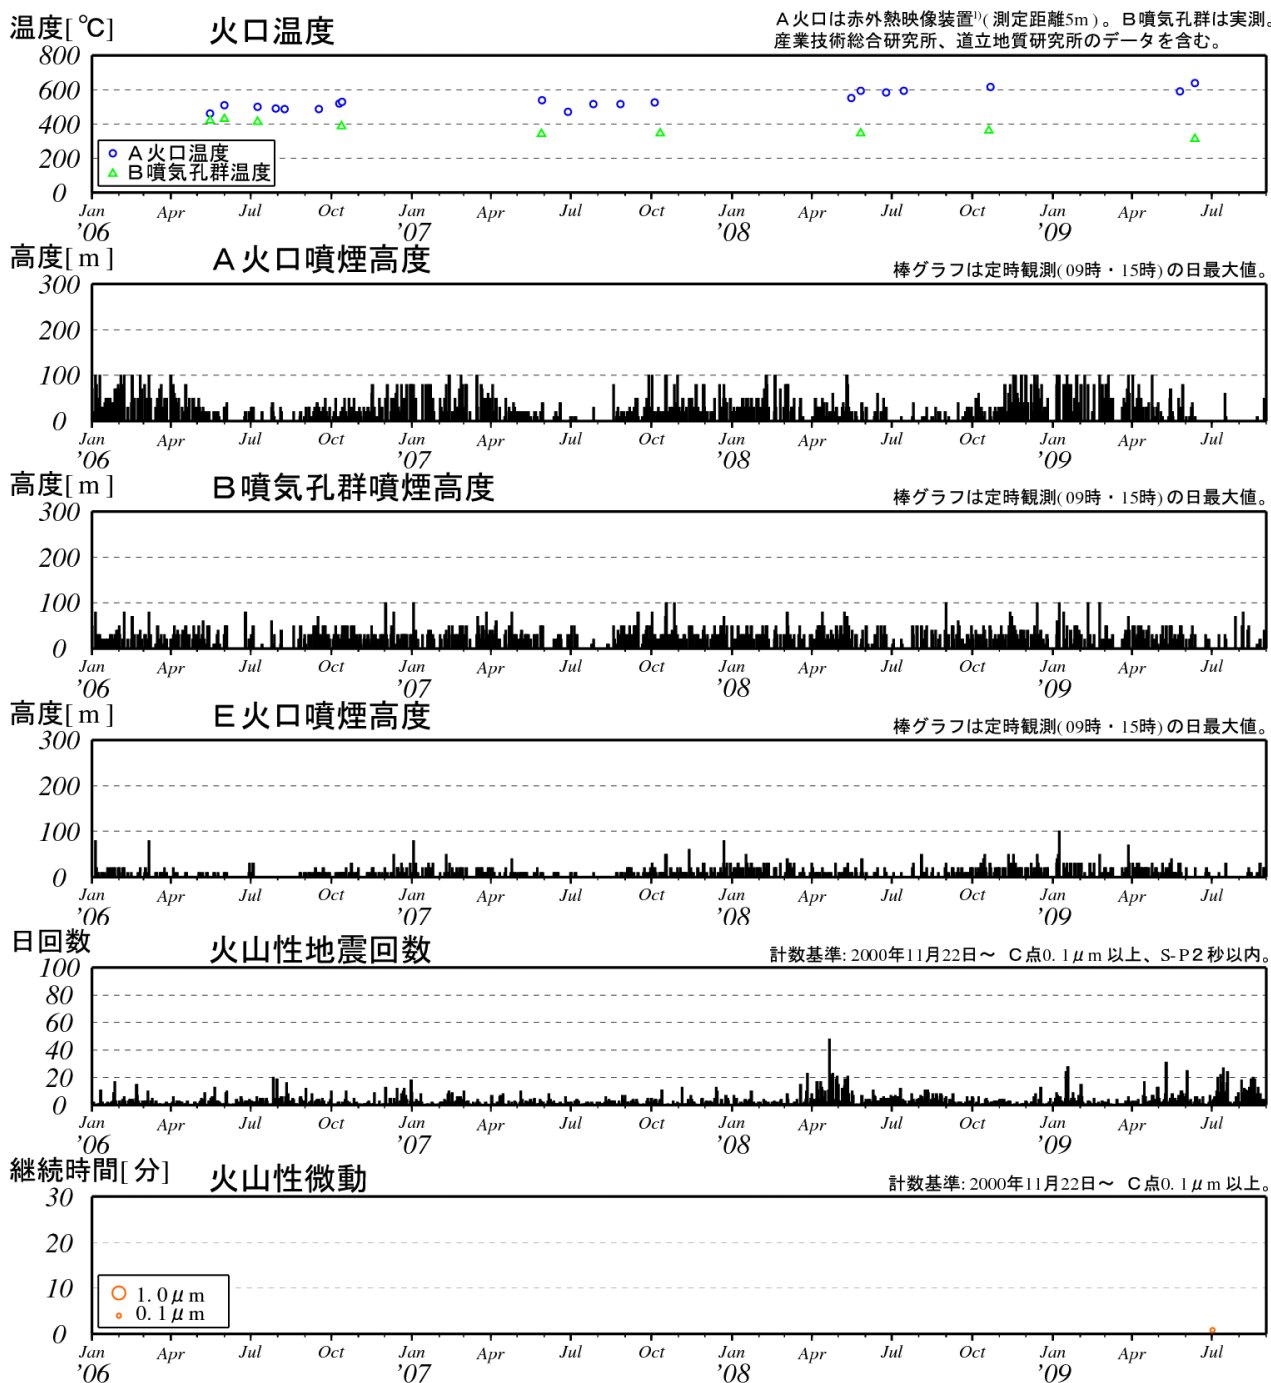 温度[℃]
火口温度
A火口は赤外熱映像装置1)(測定距離5m)。B噴気孔群は実測。
産業技術総合研究所、道立地質研究所のデータを含む。
800
600
400
200
0
A火口温度
B噴気孔群温度
Jan Apr Jul Oct Jan Apr Jul Oct Jan Apr Jul Oct Jan Apr Jul
'06 '07 '08 '09
高度[m]
A火口噴煙高度
棒グラフは定時観測(09時・15時)の日最大値。
300
200
100
0
Jan Apr Jul Oct Jan Apr Jul Oct Jan Apr Jul Oct Jan Apr Jul
'06 '07 '08 '09
高度[m]
B噴気孔群噴煙高度
棒グラフは定時観測(09時・15時)の日最大値。
300
200
100
0
Jan Apr Jul Oct Jan Apr Jul Oct Jan Apr Jul Oct Jan Apr Jul
'06 '07 '08 '09
高度[m]
E火口噴煙高度
棒グラフは定時観測(09時・15時)の日最大値。
300
200
100
0
Jan Apr Jul Oct Jan Apr Jul Oct Jan Apr Jul Oct Jan Apr Jul
'06 '07 '08 '09
日回数
火山性地震回数
計数基準: 2000年11月22日～ C点0.1μm以上、S-P2秒以内。
100
80
60
40
20
0
Jan Apr Jul Oct Jan Apr Jul Oct Jan Apr Jul Oct Jan Apr Jul
'06 '07 '08 '09
継続時間[分]
火山性微動
計数基準: 2000年11月22日～ C点0.1μm以上。
30
20
10
0
1.0μm
0.1μm
Jan Apr Jul Oct Jan Apr Jul Oct Jan Apr Jul Oct Jan Apr Jul
'06 '07 '08 '09